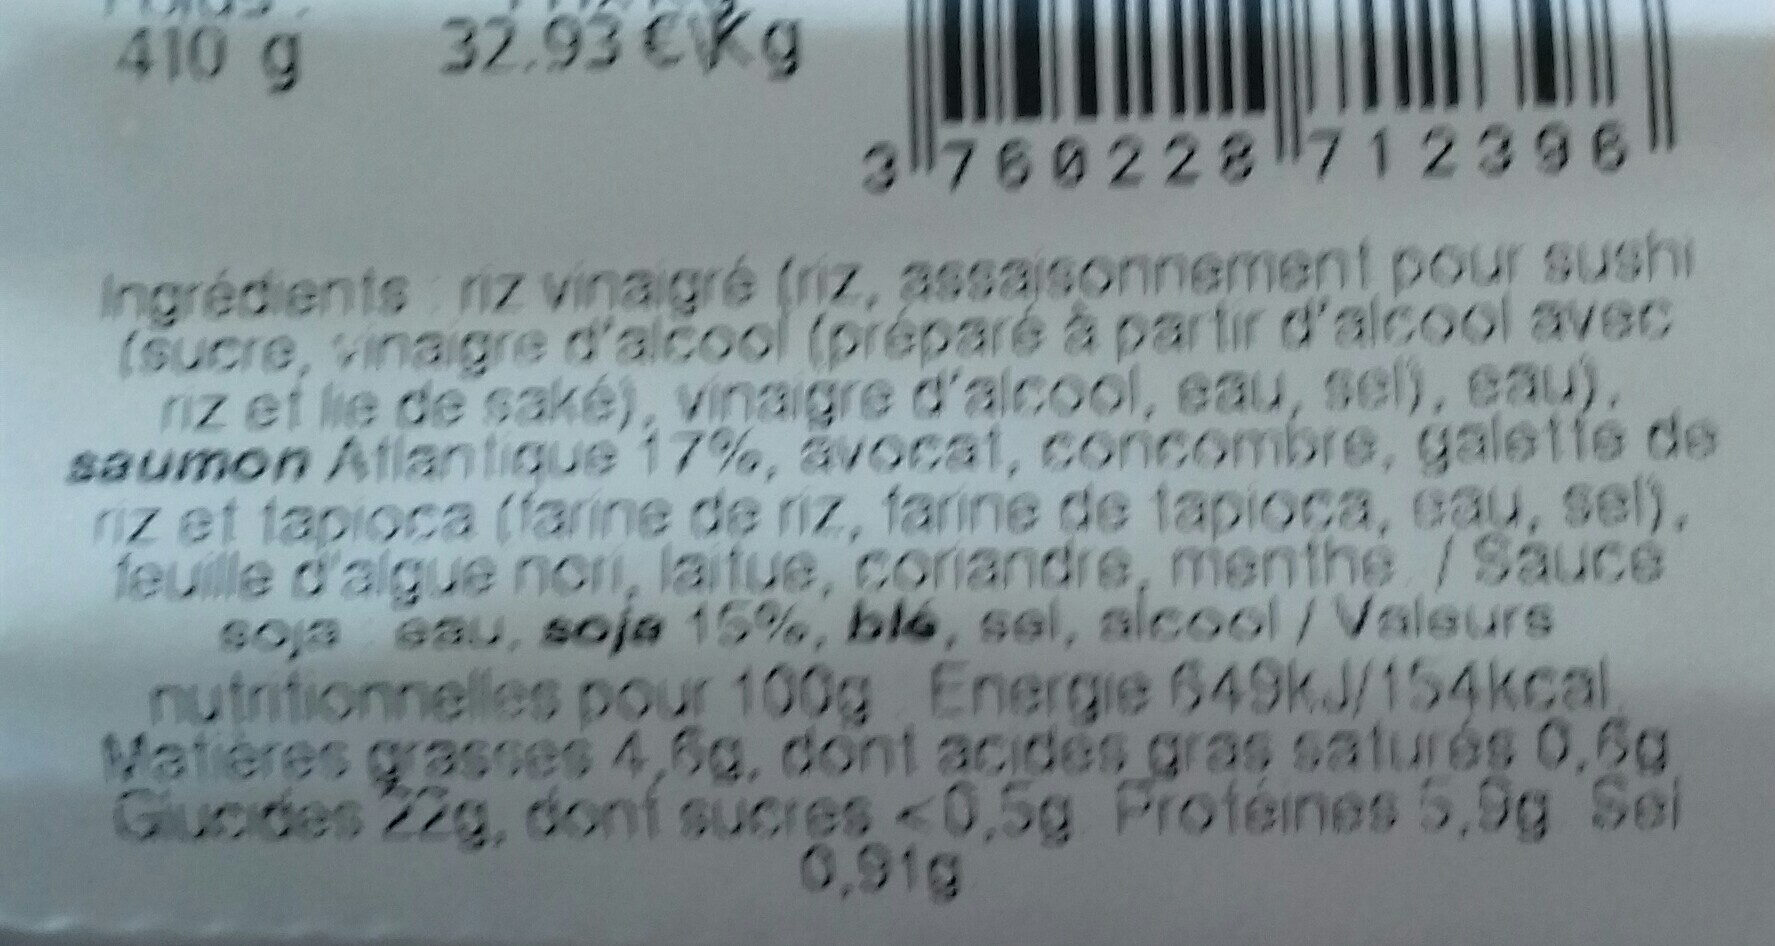 410 g 32.93 €\Kg
3 760228 712396
Ingrédients : riz vinaigré (riz, assaisonnement pour sushi
(sucre, vinaigre d'alcool (préparé à partir d'alcool avec
riz et lie de saké), vinaigre d'alcool, eau, sel), eau),
saumon Atlantique 17%, avocat, concombre, galette de
riz et tapioca (farine de riz, farine de tapioca, eau, sel),
feuille d'algue nori, laitue, coriandre, menthe. / Sauce
soja : eau, soja 15%, blé, sel, alcool / Valeurs
nutritionnelles pour 100g : Energie 649kJ/154kcal.
Matières grasses 4,6g, dont acides gras saturés 0,6g
Glucides 22g, dont sucres <0,5g. Protéines 5,9g Sel
0,91g